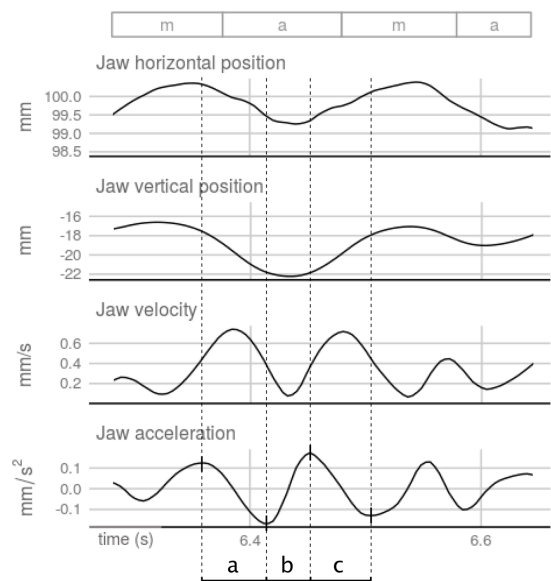 m a m a
Jaw horizontal position
mm
100.0
99.5
99.0
98.5
Jaw vertical position
mm
-16
-18
-20
-22
Jaw velocity
mm/s
0.6
0.4
0.2
Jaw acceleration
mm/s²
0.1
0.0
-0.1
time (s) 6.4 6.6
a b c